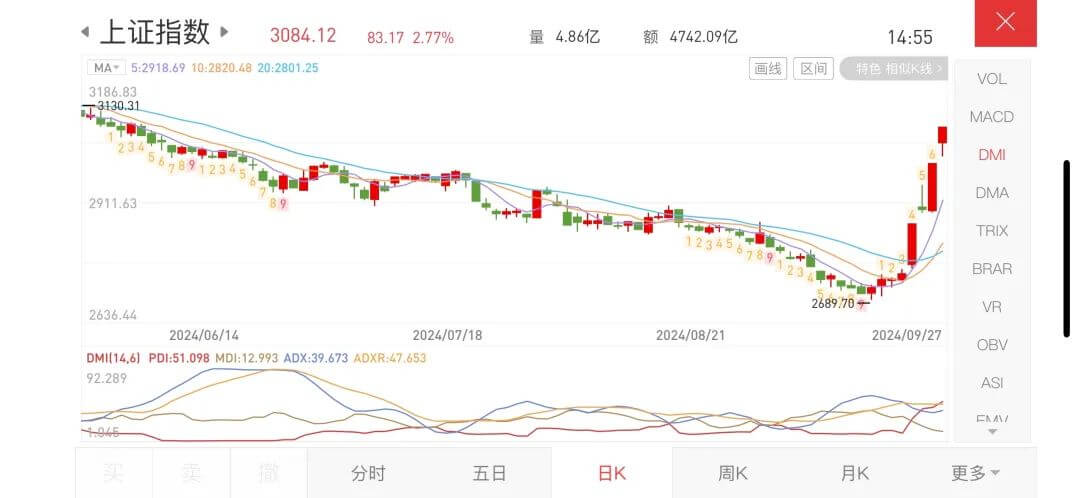 上证指数 3084.12 83.17 2.77% 量 4.86亿 额 4742.09亿 14:55
MA 5:2918.69 10:2820.48 20:2801.25 画线 区间 特色 相似K线 >
3186.83
3130.31
1 2 3 4 5 6 7 8 9 1 2 3 4 5 6 7 8 9
2911.63
1 2 3 4 5 6 7 8 9 1 2 3 4 5 6 7 8 9
1 2 3 4 5 6
2689.70
2636.44
2024/06/14 2024/07/18 2024/08/21 2024/09/27
DMI(14,6) PDI:51.098 MDI:12.993 ADX:39.673 ADXR:47.653
92.289
1.045
VOL
MACD
DMI
DMA
TRIX
BRAR
VR
OBV
ASI
EMV
买 卖 撤 分时 五日 日K 周K 月K 更多